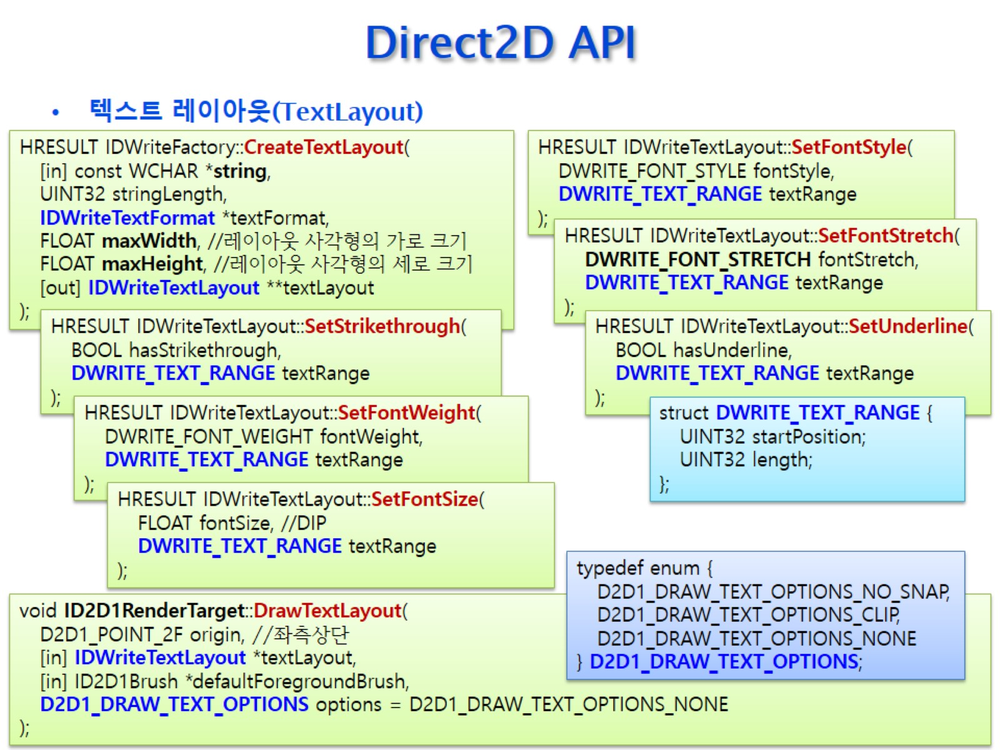 Direct2D API
• 텍스트 레이아웃(TextLayout)
HRESULT IDWriteFactory::CreateTextLayout(
[in] const WCHAR *string,
UINT32 stringLength,
IDWriteTextFormat *textFormat,
FLOAT maxWidth, //레이아웃 사각형의 가로 크기
FLOAT maxHeight, //레이아웃 사각형의 세로 크기
[out] IDWriteTextLayout **textLayout
);
HRESULT IDWriteTextLayout::SetStrikethrough(
BOOL hasStrikethrough,
DWRITE_TEXT_RANGE textRange
);
HRESULT IDWriteTextLayout::SetFontWeight(
DWRITE_FONT_WEIGHT fontWeight,
DWRITE_TEXT_RANGE textRange
);
HRESULT IDWriteTextLayout::SetFontSize(
FLOAT fontSize, //DIP
DWRITE_TEXT_RANGE textRange
);
HRESULT IDWriteTextLayout::SetFontStyle(
DWRITE_FONT_STYLE fontStyle,
DWRITE_TEXT_RANGE textRange
);
HRESULT IDWriteTextLayout::SetFontStretch(
DWRITE_FONT_STRETCH fontStretch,
DWRITE_TEXT_RANGE textRange
);
HRESULT IDWriteTextLayout::SetUnderline(
BOOL hasUnderline,
DWRITE_TEXT_RANGE textRange
);
struct DWRITE_TEXT_RANGE {
UINT32 startPosition;
UINT32 length;
};
typedef enum {
D2D1_DRAW_TEXT_OPTIONS_NO_SNAP,
D2D1_DRAW_TEXT_OPTIONS_CLIP,
D2D1_DRAW_TEXT_OPTIONS_NONE
} D2D1_DRAW_TEXT_OPTIONS;
void ID2D1RenderTarget::DrawTextLayout(
D2D1_POINT_2F origin, //좌측상단
[in] IDWriteTextLayout *textLayout,
[in] ID2D1Brush *defaultForegroundBrush,
D2D1_DRAW_TEXT_OPTIONS options = D2D1_DRAW_TEXT_OPTIONS_NONE
);